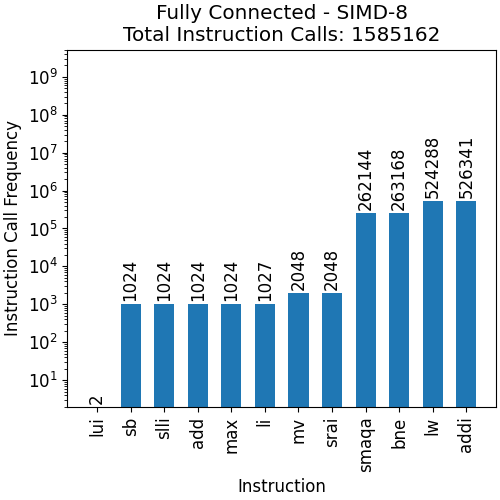 Fully Connected - SIMD-8
Total Instruction Calls: 1585162
Instruction Call Frequency
10⁹
10⁸
10⁷
10⁶
10⁵
10⁴
10³
10²
10¹
2
1024
1024
1024
1024
1027
2048
2048
262144
263168
524288
526341
lui
sb
slli
add
max
li
mv
srai
smaqa
bne
lw
addi
Instruction